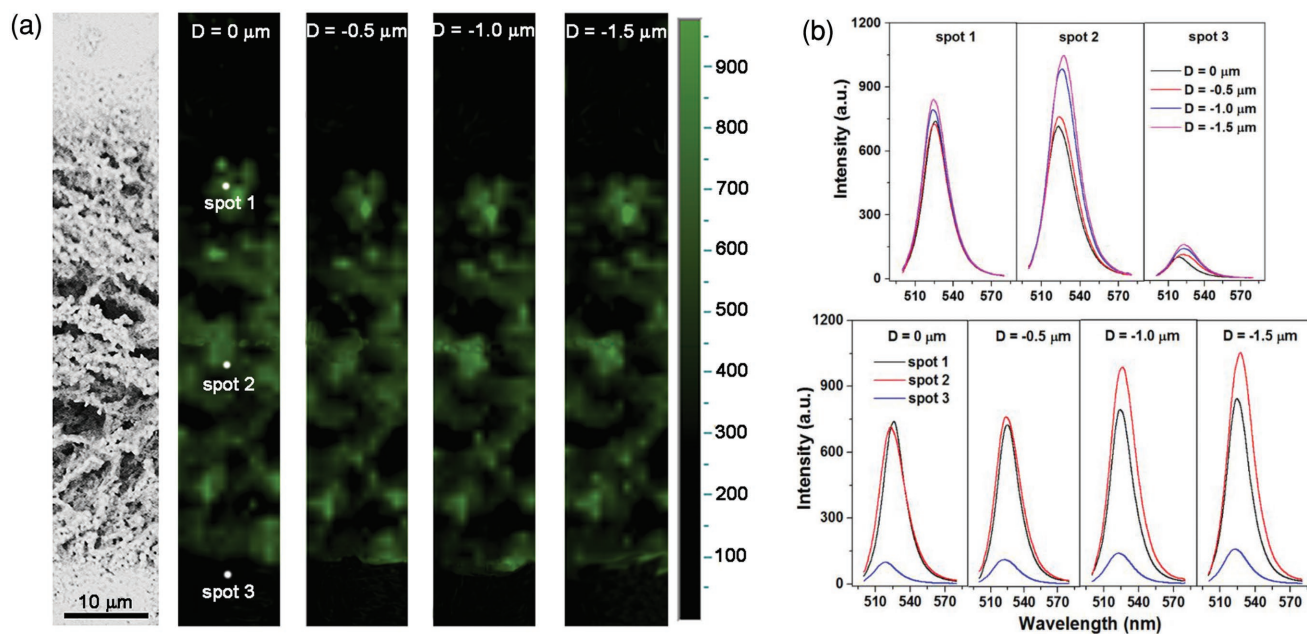 (a)
D = 0 μm
D = -0.5 μm
D = -1.0 μm
D = -1.5 μm
spot 1
spot 2
spot 3
10 μm
900
800
700
600
500
400
300
200
100
(b)
1200
900
600
300
0
Intensity (a.u.)
spot 1
spot 2
spot 3
D = 0 μm
D = -0.5 μm
D = -1.0 μm
D = -1.5 μm
510 540 570 510 540 570 510 540 570
1200
900
600
300
0
Intensity (a.u.)
D = 0 μm
D = -0.5 μm
D = -1.0 μm
D = -1.5 μm
spot 1
spot 2
spot 3
510 540 570 510 540 570 510 540 570 510 540 570
Wavelength (nm)